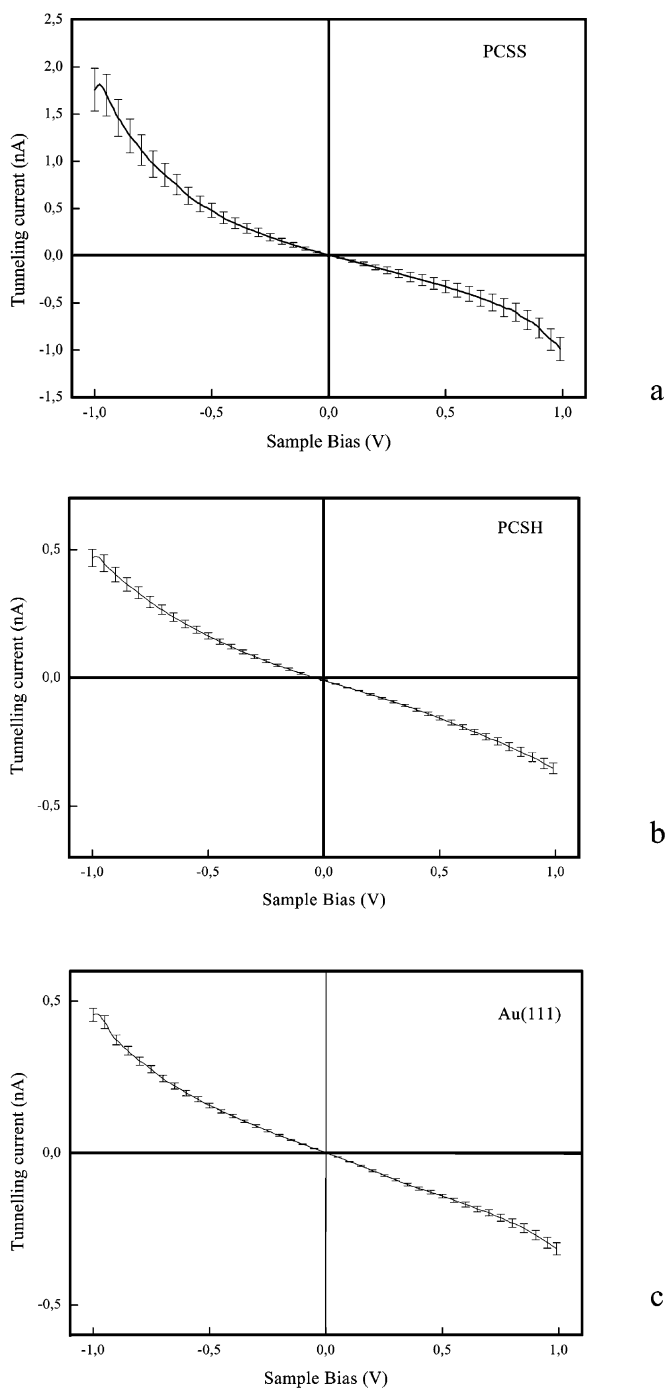 2,5
PCSS
2,0
1,5
1,0
0,5
0,0
-0,5
-1,0
-1,5
Tunneling current (nA)
-1,0 -0,5 0,0 0,5 1,0
Sample Bias (V)
a
PCSH
0,5
0,0
-0,5
Tunnelling current (nA)
-1,0 -0,5 0,0 0,5 1,0
Sample Bias (V)
b
0,5
Au(111)
0,0
-0,5
Tunnelling current (nA)
-1,0 -0,5 0,0 0,5 1,0
Sample Bias (V)
c